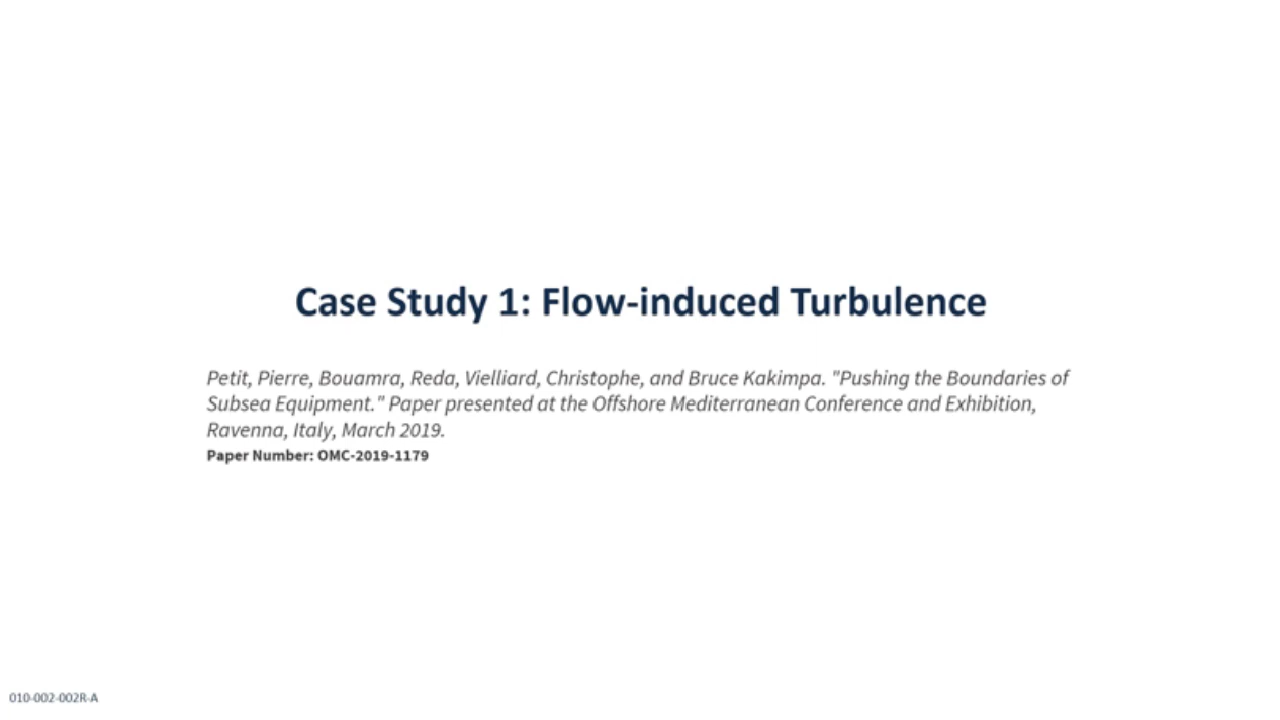 Case Study 1: Flow-induced Turbulence
Petit, Pierre, Bouamra, Reda, Vielliard, Christophe, and Bruce Kakimpa. "Pushing the Boundaries of
Subsea Equipment." Paper presented at the Offshore Mediterranean Conference and Exhibition,
Ravenna, Italy, March 2019.
Paper Number: OMC-2019-1179
010-002-002R-A